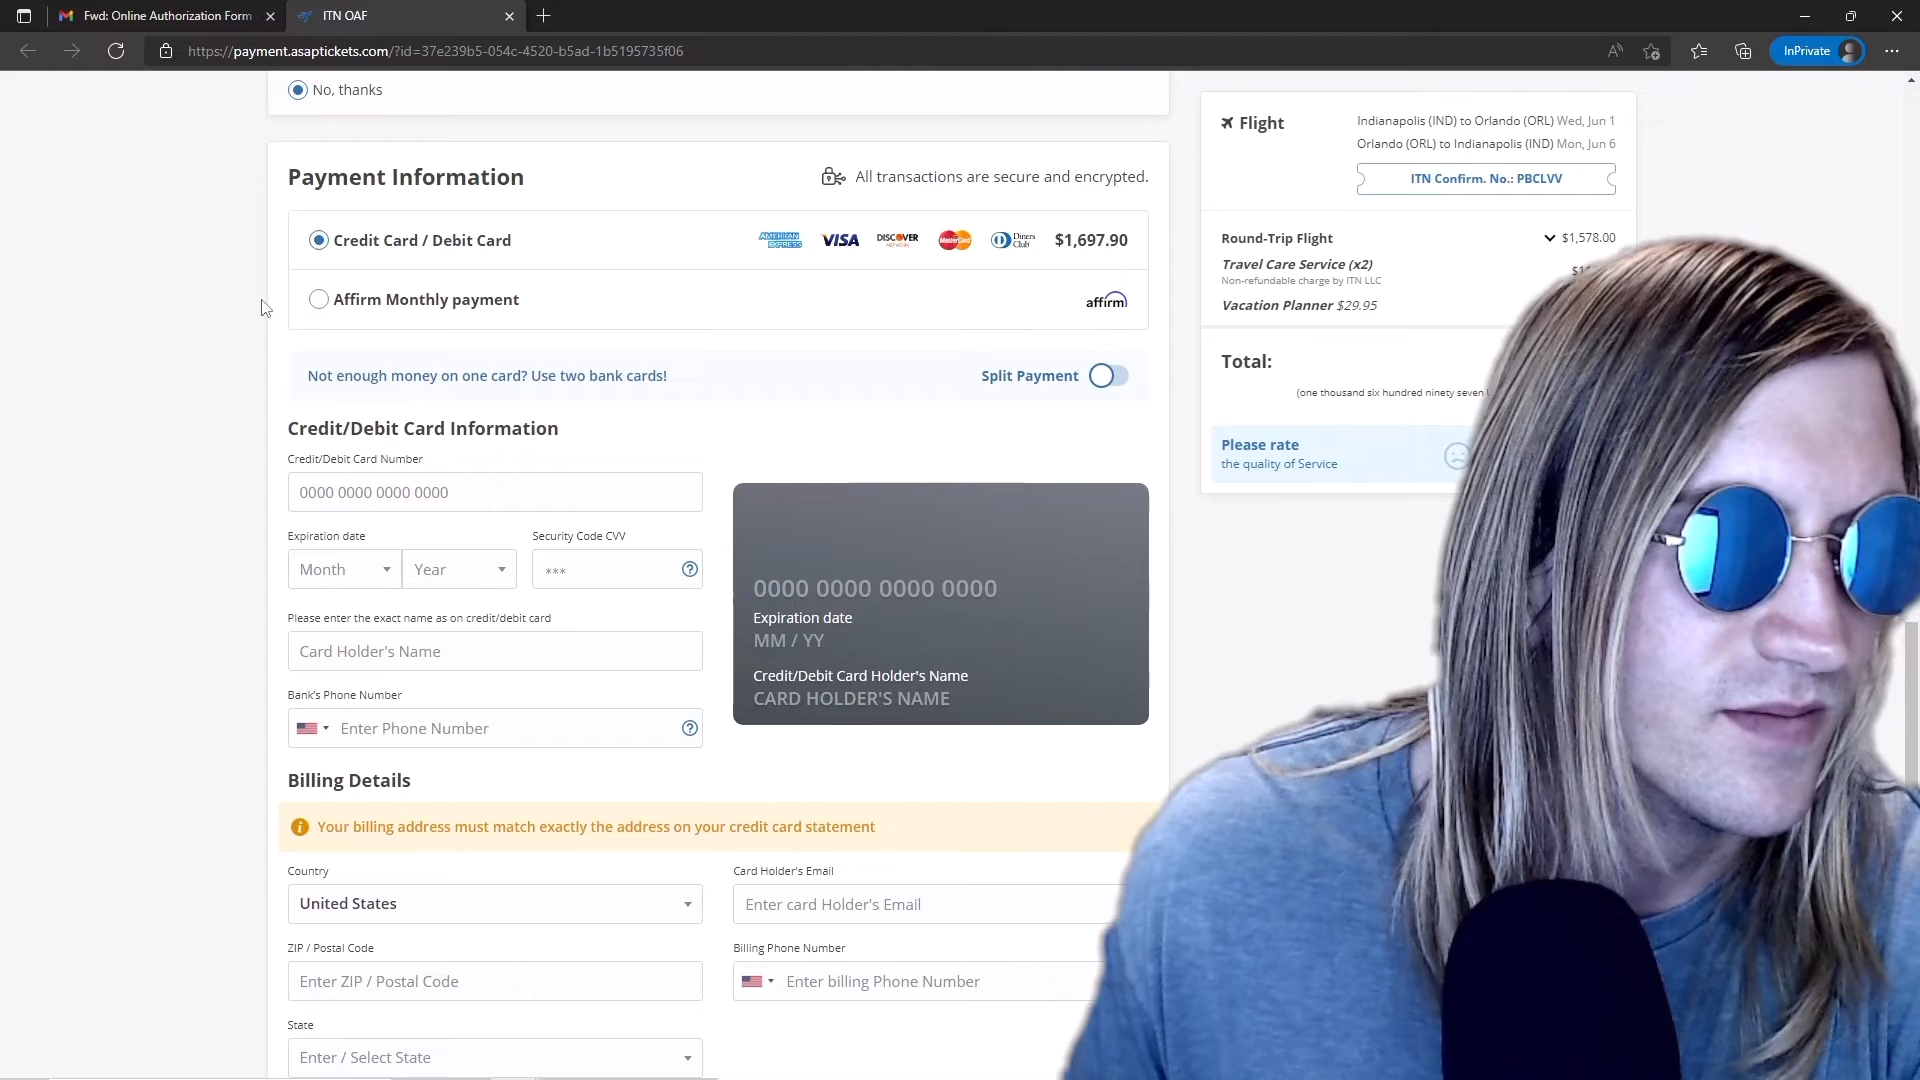 Fwd: Online Authorization Form
ITN OAF
https://payment.asaptickets.com/?id=37e239b5-054c-4520-b5ad-1b5195735f06
InPrivate
No, thanks
Payment Information
All transactions are secure and encrypted.
Credit Card / Debit Card
AMERICAN EXPRESS
VISA
DISCOVER
NETWORK
MasterCard
Diners Club
$1,697.90
Affirm Monthly payment
affirm
Not enough money on one card? Use two bank cards!
Split Payment
Credit/Debit Card Information
Credit/Debit Card Number
0000 0000 0000 0000
Expiration date
Security Code CVV
Month
Year
***
Please enter the exact name as on credit/debit card
Card Holder's Name
Bank's Phone Number
Enter Phone Number
0000 0000 0000 0000
Expiration date
MM / YY
Credit/Debit Card Holder's Name
CARD HOLDER'S NAME
Billing Details
Your billing address must match exactly the address on your credit card statement
Country
United States
Card Holder's Email
Enter card Holder's Email
ZIP / Postal Code
Enter ZIP / Postal Code
Billing Phone Number
Enter billing Phone Number
State
Enter / Select State
Flight
Indianapolis (IND) to Orlando (ORL) Wed, Jun 1
Orlando (ORL) to Indianapolis (IND) Mon, Jun 6
ITN Confirm. No.: PBCLVV
Round-Trip Flight
$1,578.00
Travel Care Service (x2)
Non-refundable charge by ITN LLC
Vacation Planner $29.95
Total:
(one thousand six hundred ninety seven
Please rate
the quality of Service